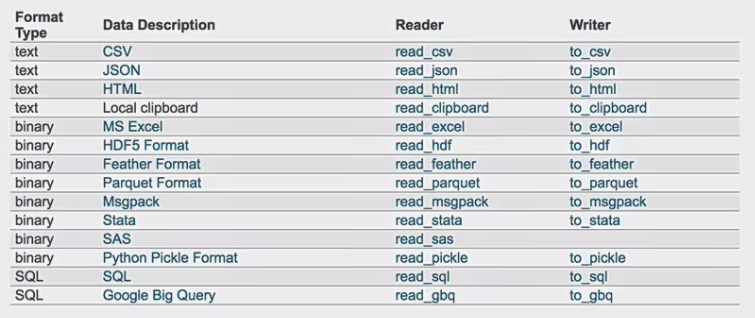 Format Type Data Description Reader Writer
text CSV read_csv to_csv
text JSON read_json to_json
text HTML read_html to_html
text Local clipboard read_clipboard to_clipboard
binary MS Excel read_excel to_excel
binary HDF5 Format read_hdf to_hdf
binary Feather Format read_feather to_feather
binary Parquet Format read_parquet to_parquet
binary Msgpack read_msgpack to_msgpack
binary Stata read_stata to_stata
binary SAS read_sas
binary Python Pickle Format read_pickle to_pickle
SQL SQL read_sql to_sql
SQL Google Big Query read_gbq to_gbq